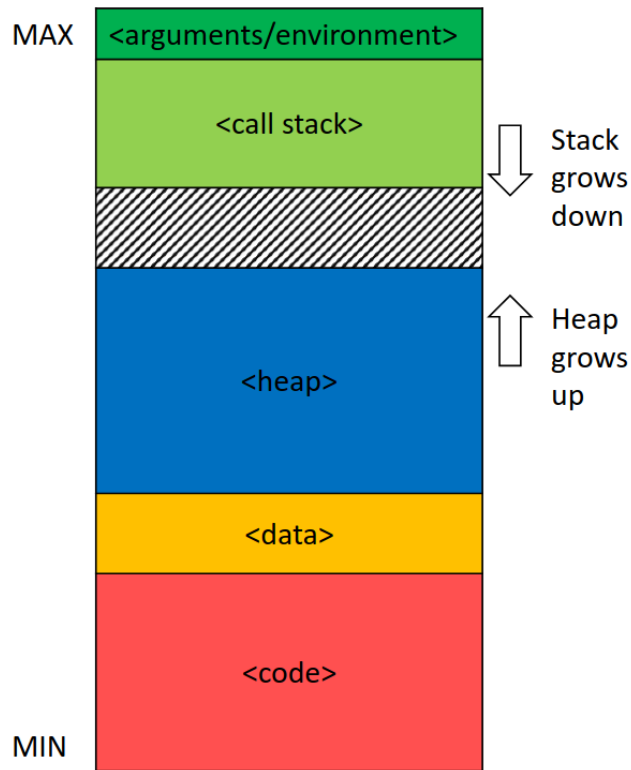 MAX
<arguments/environment>
<call stack>
Stack
grows
down
Heap
grows
up
<heap>
<data>
<code>
MIN